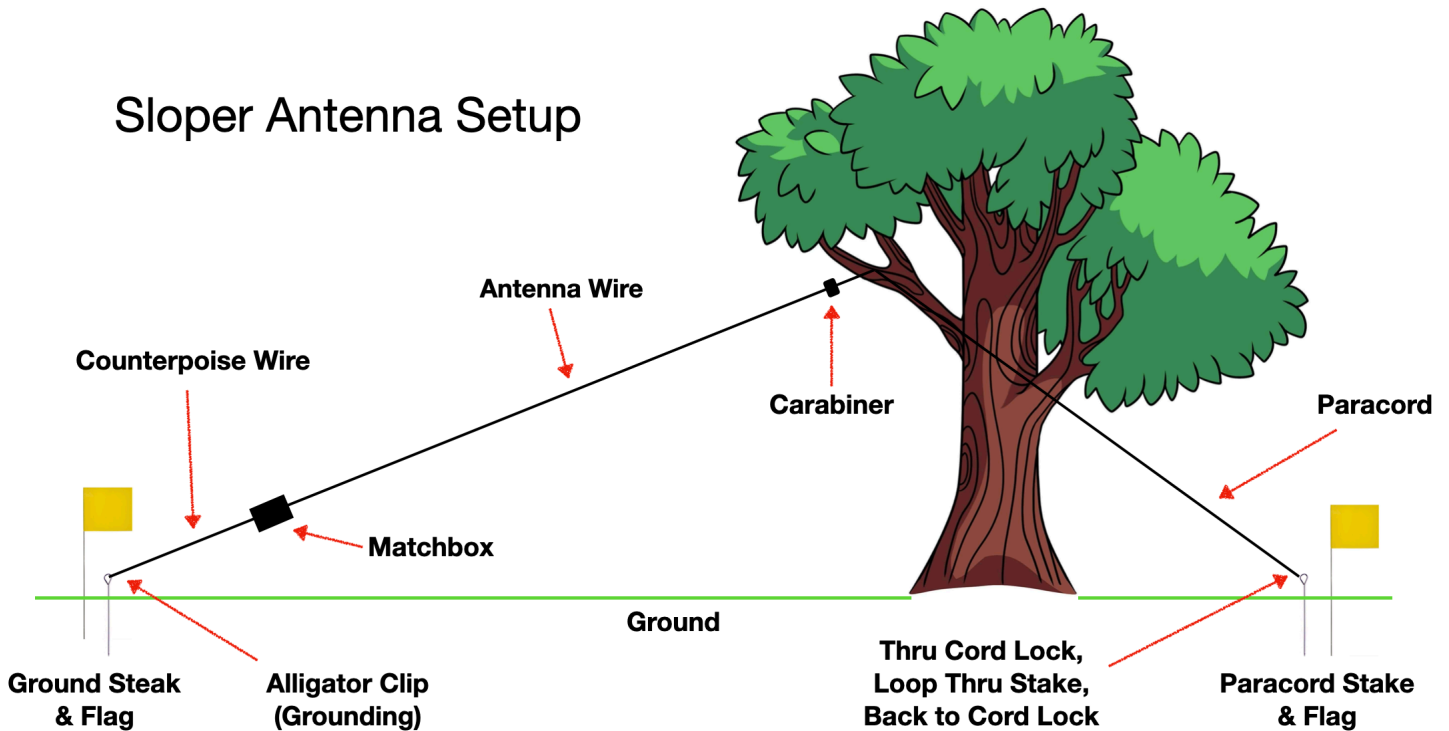 Sloper Antenna Setup
Antenna Wire
Counterpoise Wire
Carabiner
Paracord
Matchbox
Ground
Ground Steak
& Flag
Alligator Clip
(Grounding)
Thru Cord Lock,
Loop Thru Stake,
Back to Cord Lock
Paracord Stake
& Flag